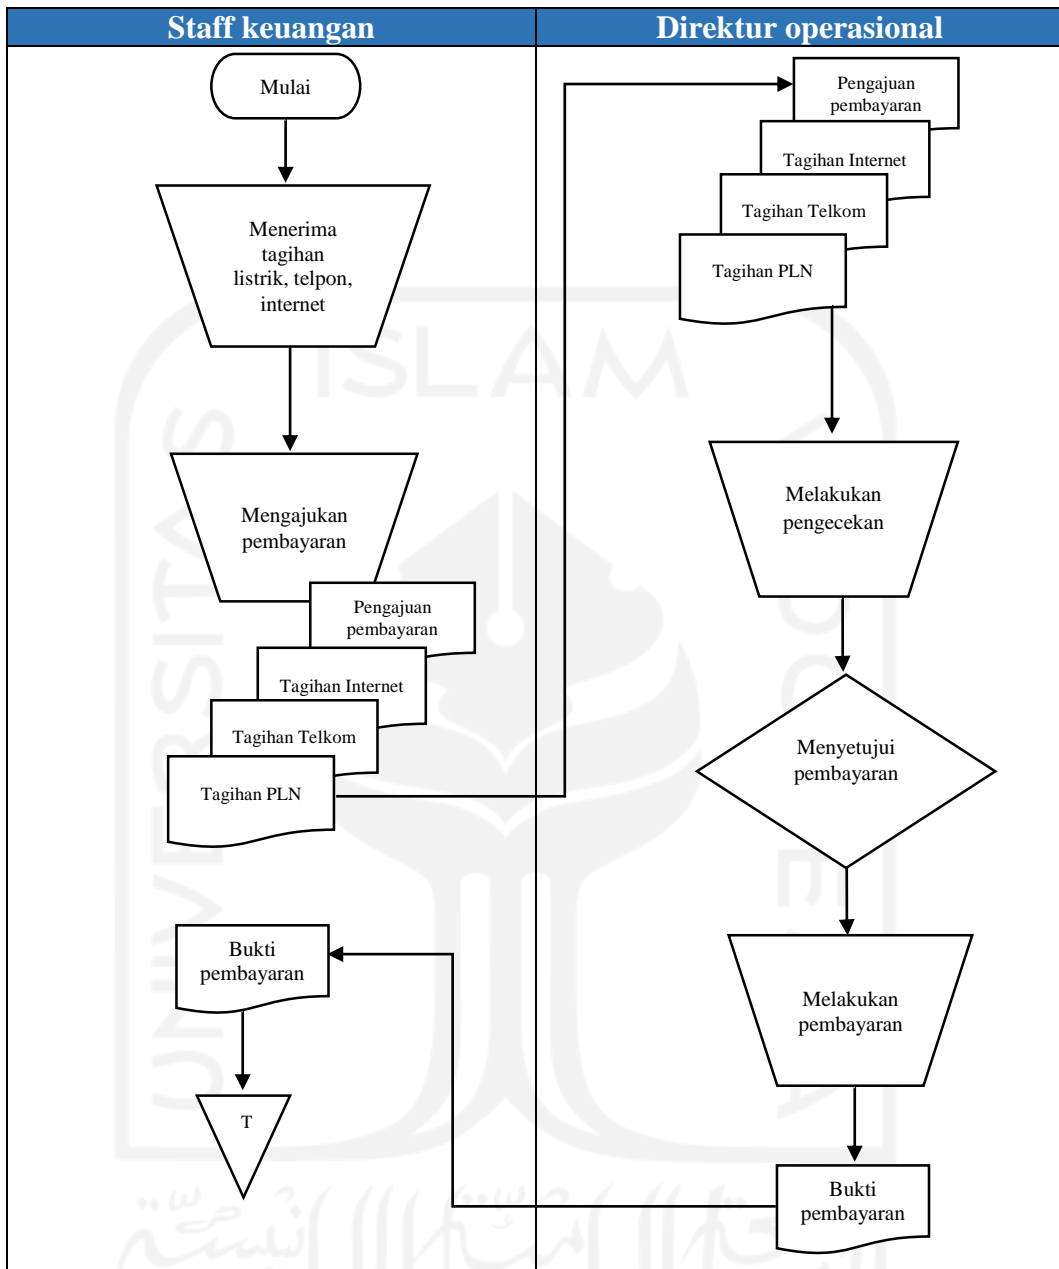 Staff keuangan
Direktur operasional
Mulai
Menerima
tagihan
listrik, telpon,
internet
Mengajukan
pembayaran
Pengajuan
pembayaran
Tagihan Internet
Tagihan Telkom
Tagihan PLN
Pengajuan
pembayaran
Tagihan Internet
Tagihan Telkom
Tagihan PLN
Melakukan
pengecekan
Menyetujui
pembayaran
Melakukan
pembayaran
Bukti
pembayaran
Bukti
pembayaran
T
ISLAM
UNIVERSITAS